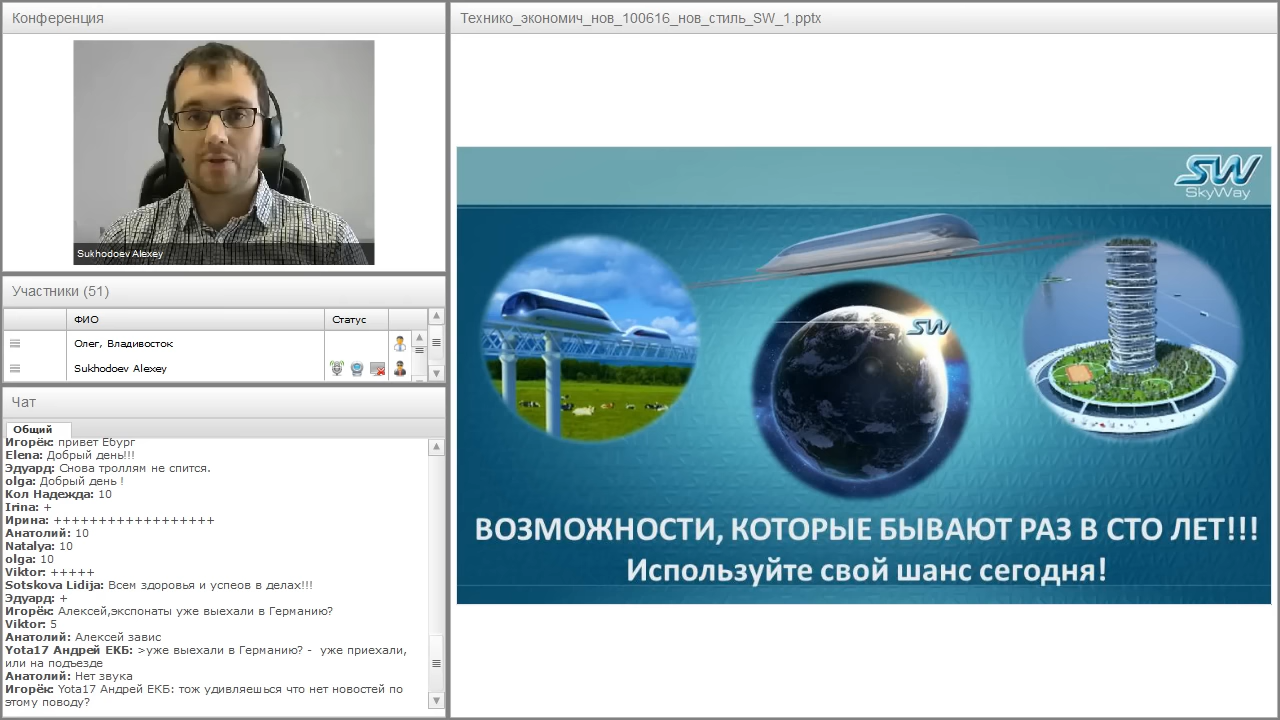 Конференция
Sukhodoev Alexey
Участники (51)
ФИО
Статус
Олег, Владивосток
Sukhodoev Alexey
Чат
Общий
Игорёк: привет Ебург
Elena: Добрый день!!!
Эдуард: Снова троллям не спится.
olga: Добрый день !
Кол Надежда: 10
Irina: +
Ирина: ++++++++++++++++++
Анатолий: 10
Natalya: 10
olga: 10
Viktor: +++++
Sotskova Lidija: Всем здоровья и успеов в делах!!!
Эдуард: +
Игорёк: Алексей,экспонаты уже выехали в Германию?
Viktor: 5
Анатолий: Алексей завис
Yota17 Андрей ЕКБ: >уже выехали в Германию? - уже приехали,
или на подъезде
Анатолий: Нет звука
Игорёк: Yota17 Андрей ЕКБ: тож удивляешься что нет новостей по
этому поводу?
Технико_экономич_нов_100616_нов_стиль_SW_1.pptx
SW
SkyWay
SW
ВОЗМОЖНОСТИ, КОТОРЫЕ БЫВАЮТ РАЗ В СТО ЛЕТ!!!
Используйте свой шанс сегодня!